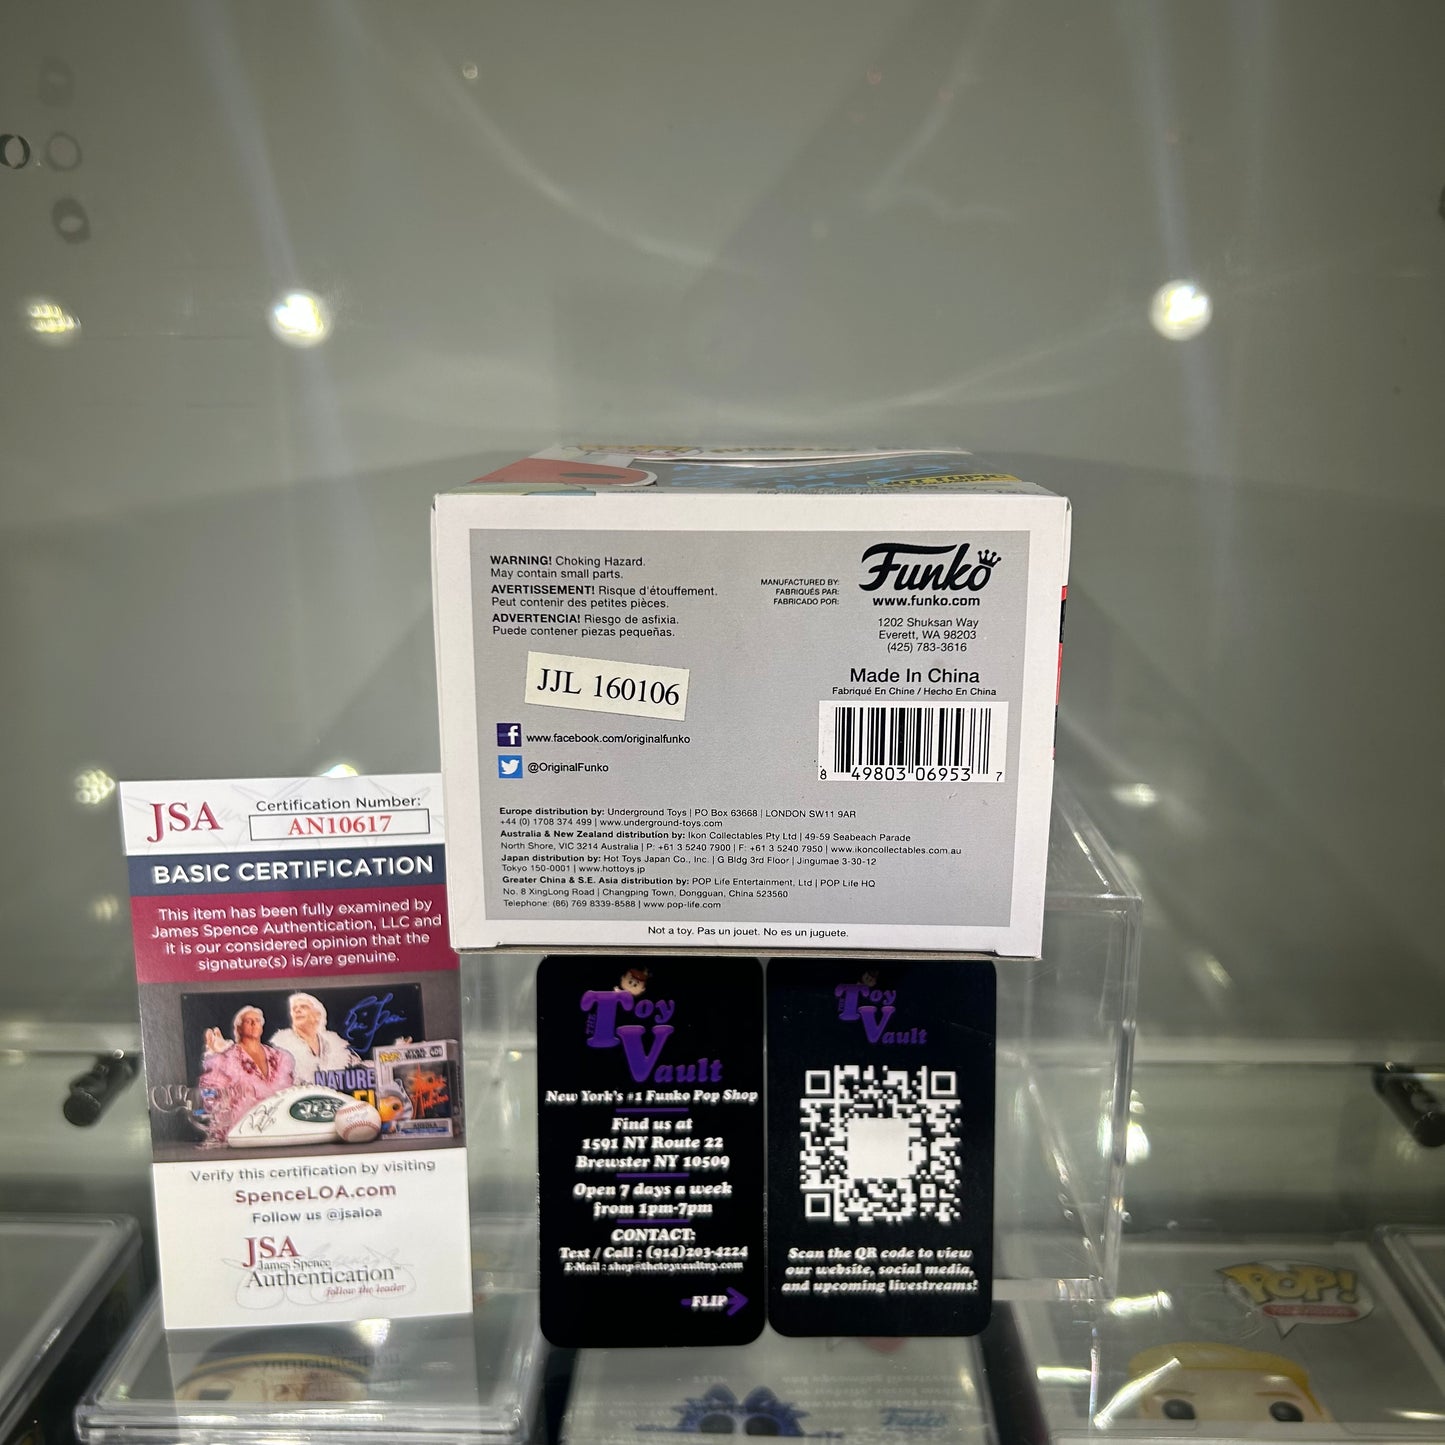 WARNING! Choking Hazard.
May contain small parts.
AVERTISSEMENT! Risque d'étouffement.
Peut contenir des petites pièces.
ADVERTENCIA! Riesgo de asfixia.
Puede contener piezas pequeñas.
MANUFACTURED BY:
FABRIQUÉS PAR:
FABRICADO POR:
Funko
www.funko.com
1202 Shuksan Way
Everett, WA 98203
(425) 783-3616
Made In China
Fabriqué En Chine / Hecho En China
JJL 160106
www.facebook.com/originalfunko
@OriginalFunko
8 49803 06953 7
Europe distribution by: Underground Toys | PO Box 63668 | LONDON SW11 9AR
+44 (0) 1708 374 499 | www.underground-toys.com
Australia & New Zealand distribution by: Ikon Collectables Pty Ltd | 49-59 Seabeach Parade
North Shore, VIC 3214 Australia | P: +61 3 5240 7900 | F: +61 3 5240 7950 | www.ikoncollectables.com.au
Japan distribution by: Hot Toys Japan Co., Inc. | G Bldg 3rd Floor | Jingumae 3-30-12
Tokyo 150-0001 | www.hottoys.jp
Greater China & S.E. Asia distribution by: POP Life Entertainment, Ltd | POP Life HQ
No. 8 XingLong Road | Changping Town, Dongguan, China 523560
Telephone: (86) 769 8339-8588 | www.pop-life.com
Not a toy. Pas un jouet. No es un juguete.
JSA
Certification Number:
AN10617
BASIC CERTIFICATION
This item has been fully examined by
James Spence Authentication, LLC and
it is our considered opinion that the
signature(s) is/are genuine.
NATURE
JETS
Verify this certification by visiting
SpenceLOA.com
Follow us @jsaloa
JSA
James Spence
Authentication™
follow the leader
THE Toy Vault
New York's #1 Funko Pop Shop
Find us at
1591 NY Route 22
Brewster NY 10509
Open 7 days a week
from 1pm-7pm
CONTACT:
Text / Call : (914)203-4224
E-Mail : shop@thetoyvaultny.com
FLIP
THE Toy Vault
Scan the QR code to view
our website, social media,
and upcoming livestreams!
POP!
Funko